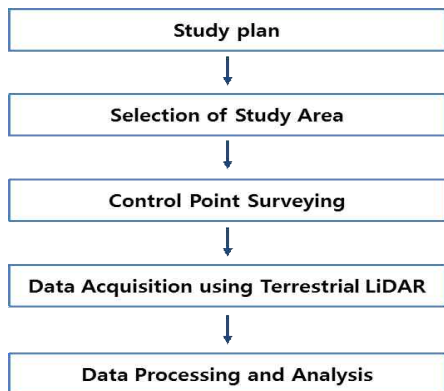 Study plan
Selection of Study Area
Control Point Surveying
Data Acquisition using Terrestrial LiDAR
Data Processing and Analysis